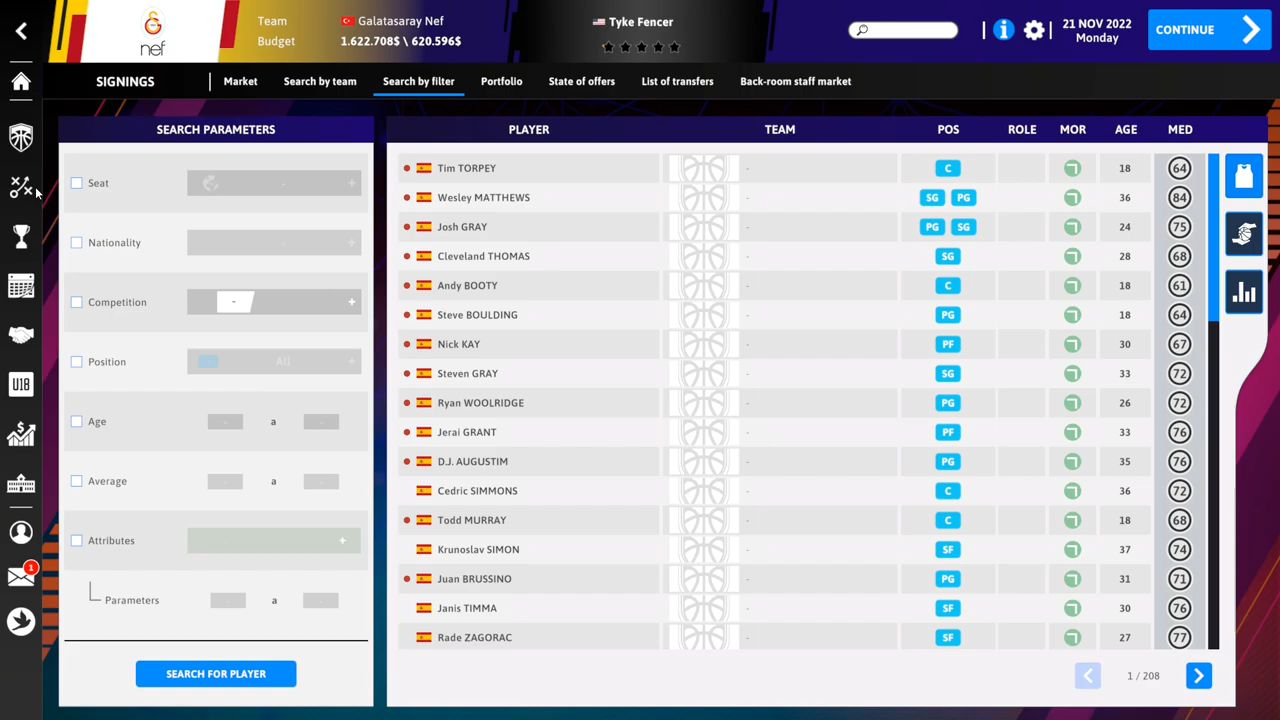 Team Galatasaray Nef
Budget 1.622.708$ \ 620.596$
nef
Tyke Fencer
21 NOV 2022
Monday
CONTINUE
SIGNINGS Market Search by team Search by filter Portfolio State of offers List of transfers Back-room staff market
SEARCH PARAMETERS
Seat - +
Nationality - +
Competition - +
Position - All +
Age - a -
Average - a -
Attributes - +
Parameters - a -
SEARCH FOR PLAYER
U18
1
PLAYER TEAM POS ROLE MOR AGE MED
Tim TORPEY - C 18 64
Wesley MATTHEWS - SG PG 36 84
Josh GRAY - PG SG 24 75
Cleveland THOMAS - SG 28 68
Andy BOOTY - C 18 61
Steve BOULDING - PG 18 64
Nick KAY - PF 30 67
Steven GRAY - SG 33 72
Ryan WOOLRIDGE - PG 26 72
Jerai GRANT - PF 33 76
D.J. AUGUSTIM - PG 35 76
Cedric SIMMONS - C 36 72
Todd MURRAY - C 18 68
Krunoslav SIMON - SF 37 74
Juan BRUSSINO - PG 31 71
Janis TIMMA - SF 30 76
Rade ZAGORAC - SF 27 77
1 / 208